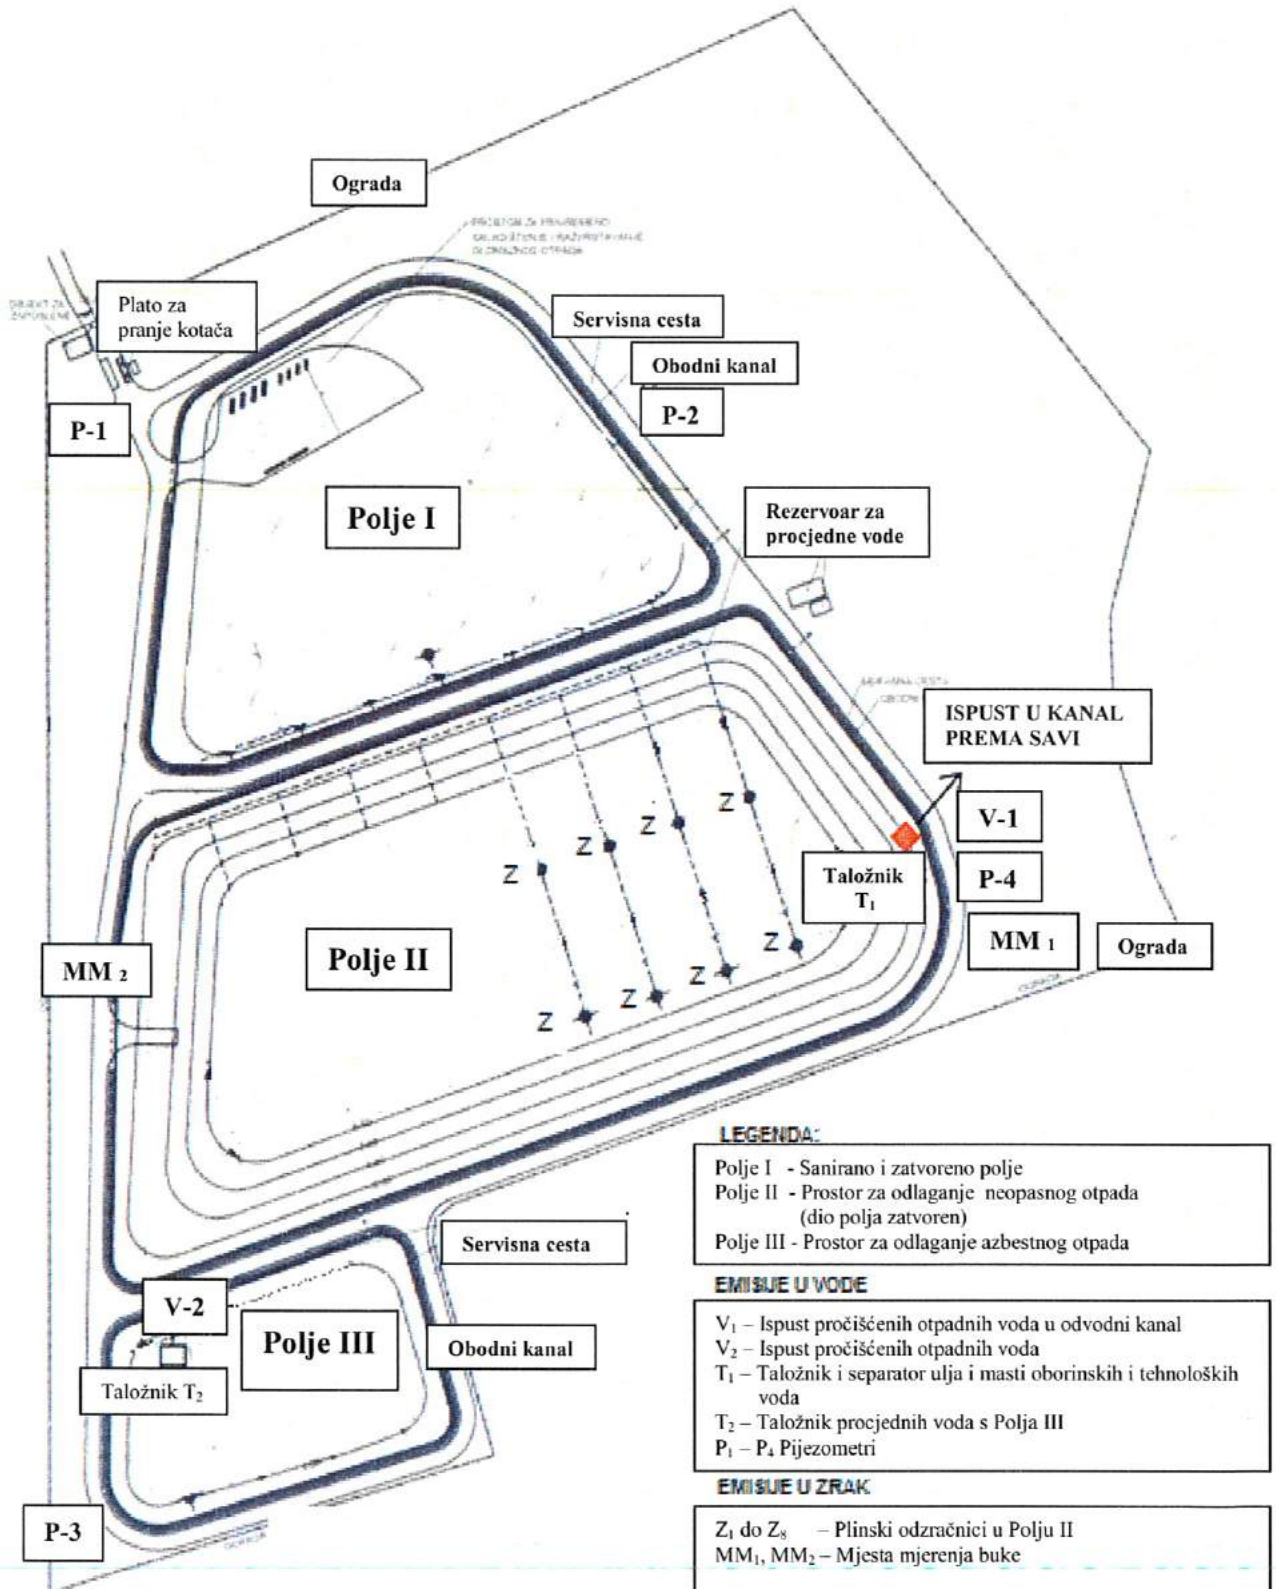 Ograda
Plato za
pranje kotača
Servisna cesta
Obodni kanal
P-2
P-1
Polje I
Rezervoar za
procjedne vode
ISPUST U KANAL
PREMA SAVI
V-1
Z
Z
Z
Z
Taložnik
T₁
P-4
MM ₁
Ograda
Polje II
MM ₂
Z
Z
Z
Z
LEGENDA:
Polje I - Sanirano i zatvoreno polje
Polje II - Prostor za odlaganje neopasnog otpada
(dio polja zatvoren)
Polje III - Prostor za odlaganje azbestnog otpada
Servisna cesta
EMISIJE U VODE
V₁ – Ispust pročišćenih otpadnih voda u odvodni kanal
V₂ – Ispust pročišćenih otpadnih voda
T₁ – Taložnik i separator ulja i masti oborinskih i tehnoloških
voda
T₂ – Taložnik procjednih voda s Polja III
P₁ – P₄ Pijezometri
V-2
Polje III
Obodni kanal
Taložnik T₂
EMISIJE U ZRAK
Z₁ do Z₈ – Plinski odzračnici u Polju II
MM₁, MM₂ – Mjesta mjerenja buke
P-3